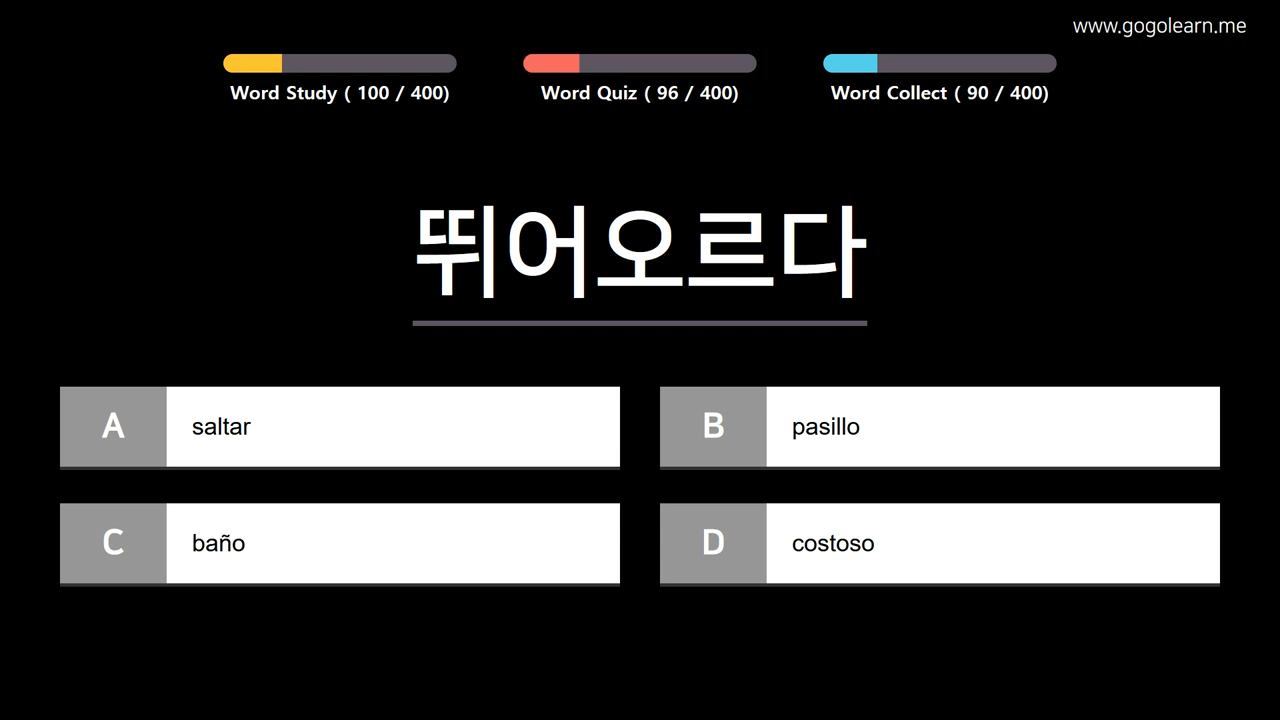 www.gogolearn.me
Word Study ( 100 / 400)
Word Quiz ( 96 / 400)
Word Collect ( 90 / 400)
뛰어오르다
A saltar
B pasillo
C baño
D costoso